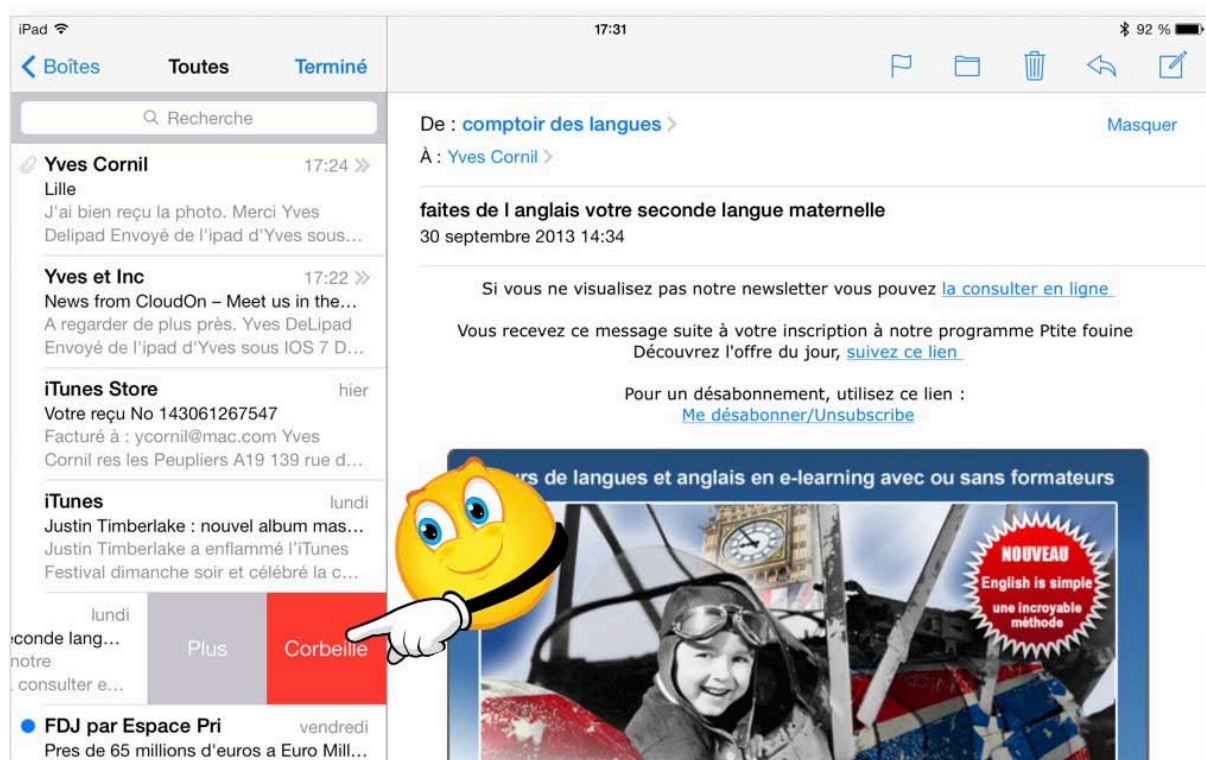 iPad 17:31 92 %
Boîtes Toutes Terminé
Recherche
Yves Cornil 17:24
Lille
J'ai bien reçu la photo. Merci Yves
Delipad Envoyé de l'ipad d'Yves sous…
Yves et Inc 17:22
News from CloudOn – Meet us in the…
A regarder de plus près. Yves DeLipad
Envoyé de l'ipad d'Yves sous IOS 7 D…
iTunes Store hier
Votre reçu No 143061267547
Facturé à : ycornil@mac.com Yves
Cornil res les Peupliers A19 139 rue d…
iTunes lundi
Justin Timberlake : nouvel album mas…
Justin Timberlake a enflammé l'iTunes
Festival dimanche soir et célébré la c…
lundi
econde lang…
notre
consulter e…
Plus Corbeille
FDJ par Espace Pri vendredi
Pres de 65 millions d'euros a Euro Mill…
De : comptoir des langues Masquer
À : Yves Cornil
faites de l anglais votre seconde langue maternelle
30 septembre 2013 14:34
Si vous ne visualisez pas notre newsletter vous pouvez la consulter en ligne
Vous recevez ce message suite à votre inscription à notre programme Ptite fouine
Découvrez l'offre du jour, suivez ce lien
Pour un désabonnement, utilisez ce lien :
Me désabonner/Unsubscribe
rs de langues et anglais en e-learning avec ou sans formateurs
NOUVEAU
English is simple
une incroyable
méthode